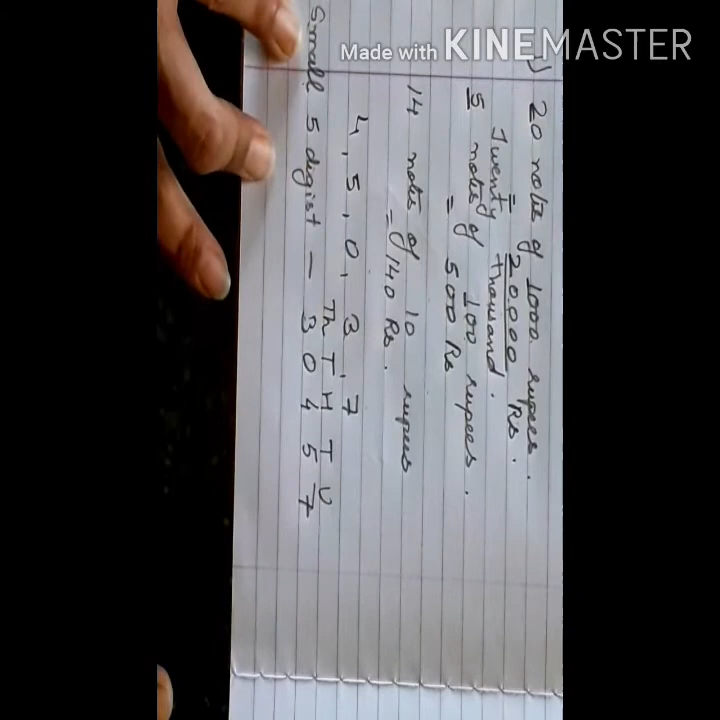 Made with KINEMASTER
) 20 notes of 1000 rupees.
= 20,000 Rs.
Twenty thousand.
5 notes of 100 rupees.
= 500 Rs
14 notes of 10 rupees
= 140 Rs.
4, 5, 0, 3, 7
Th T H T U
Small 5 digist - 3 0 4 5 7